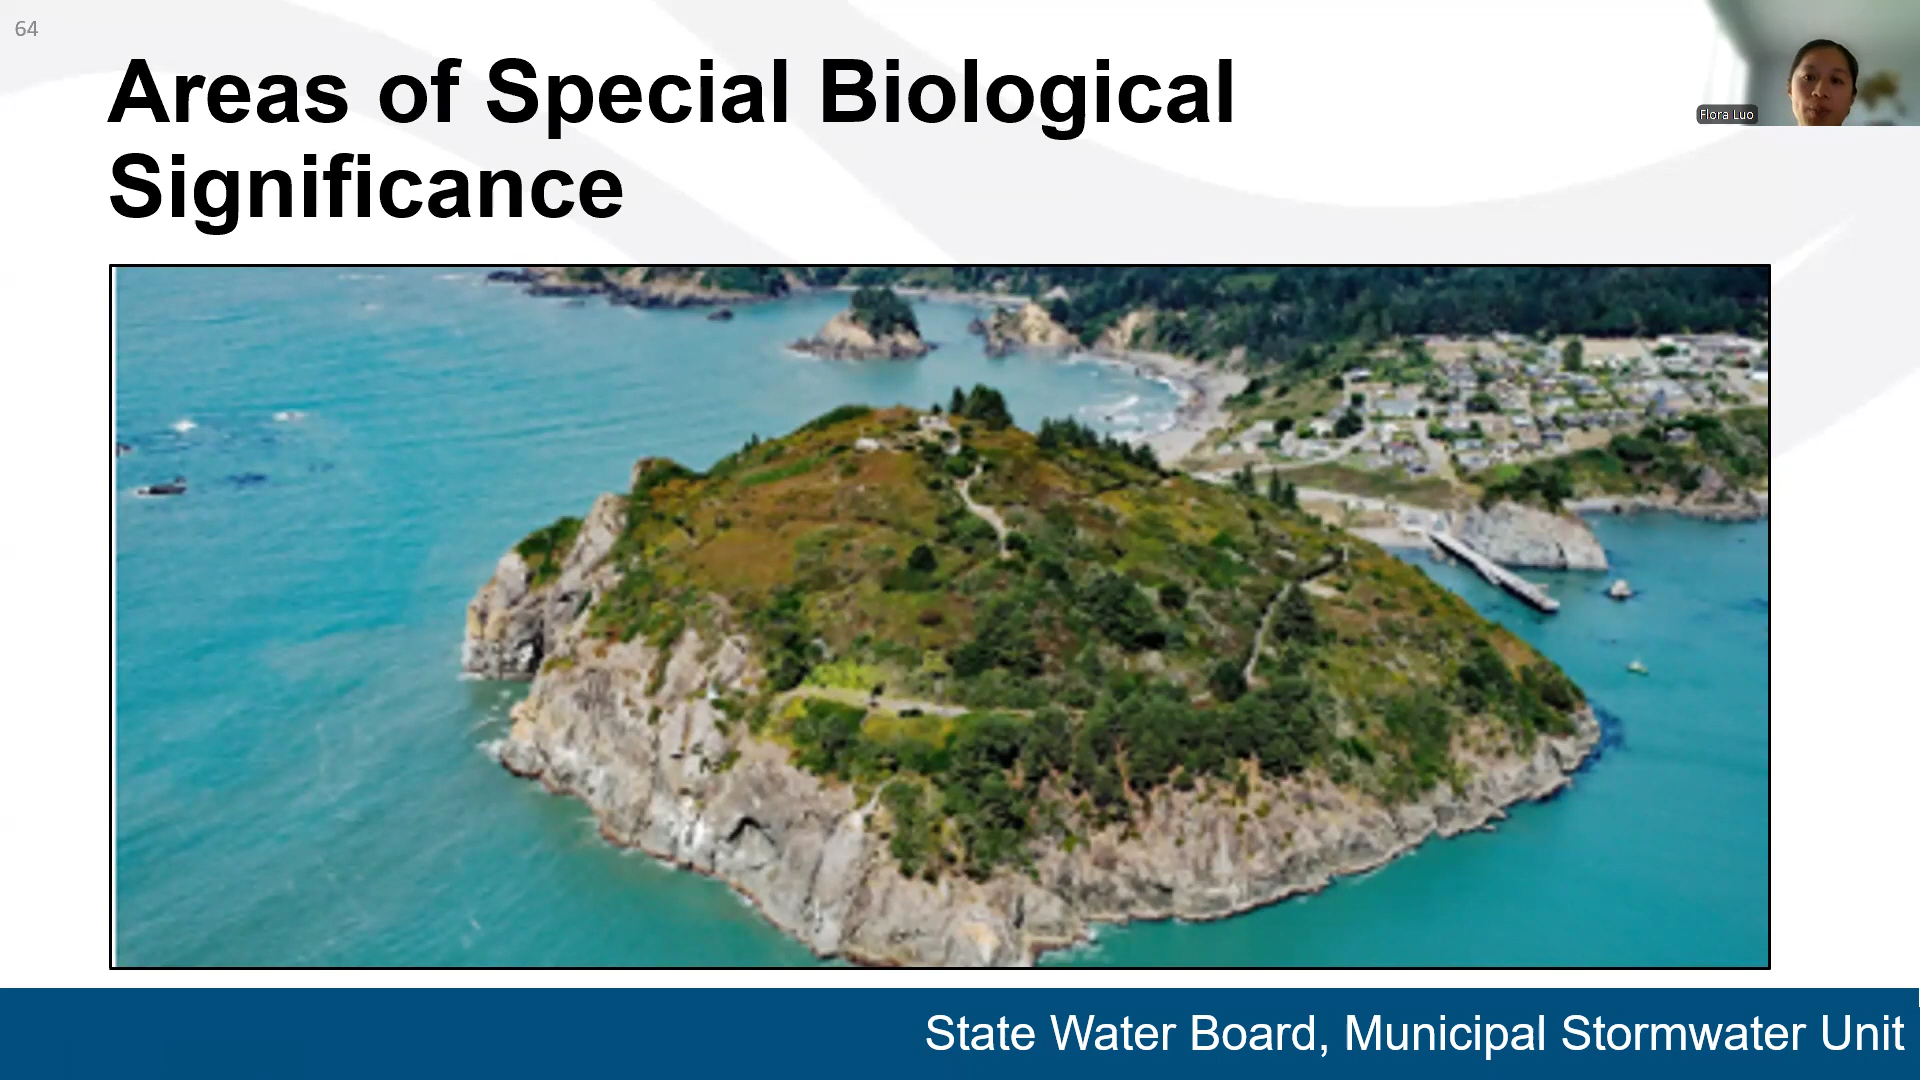 64
Areas of Special Biological
Significance
Flora Luo
State Water Board, Municipal Stormwater Unit